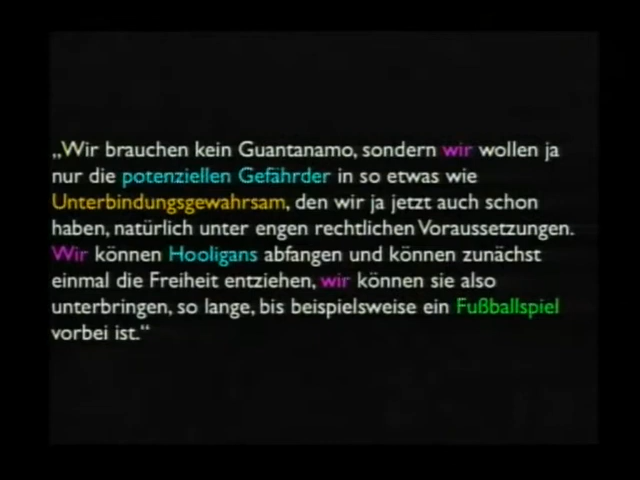 „Wir brauchen kein Guantanamo, sondern wir wollen ja
nur die potenziellen Gefährder in so etwas wie
Unterbindungsgewahrsam, den wir ja jetzt auch schon
haben, natürlich unter engen rechtlichen Voraussetzungen.
Wir können Hooligans abfangen und können zunächst
einmal die Freiheit entziehen, wir können sie also
unterbringen, so lange, bis beispielsweise ein Fußballspiel
vorbei ist.“